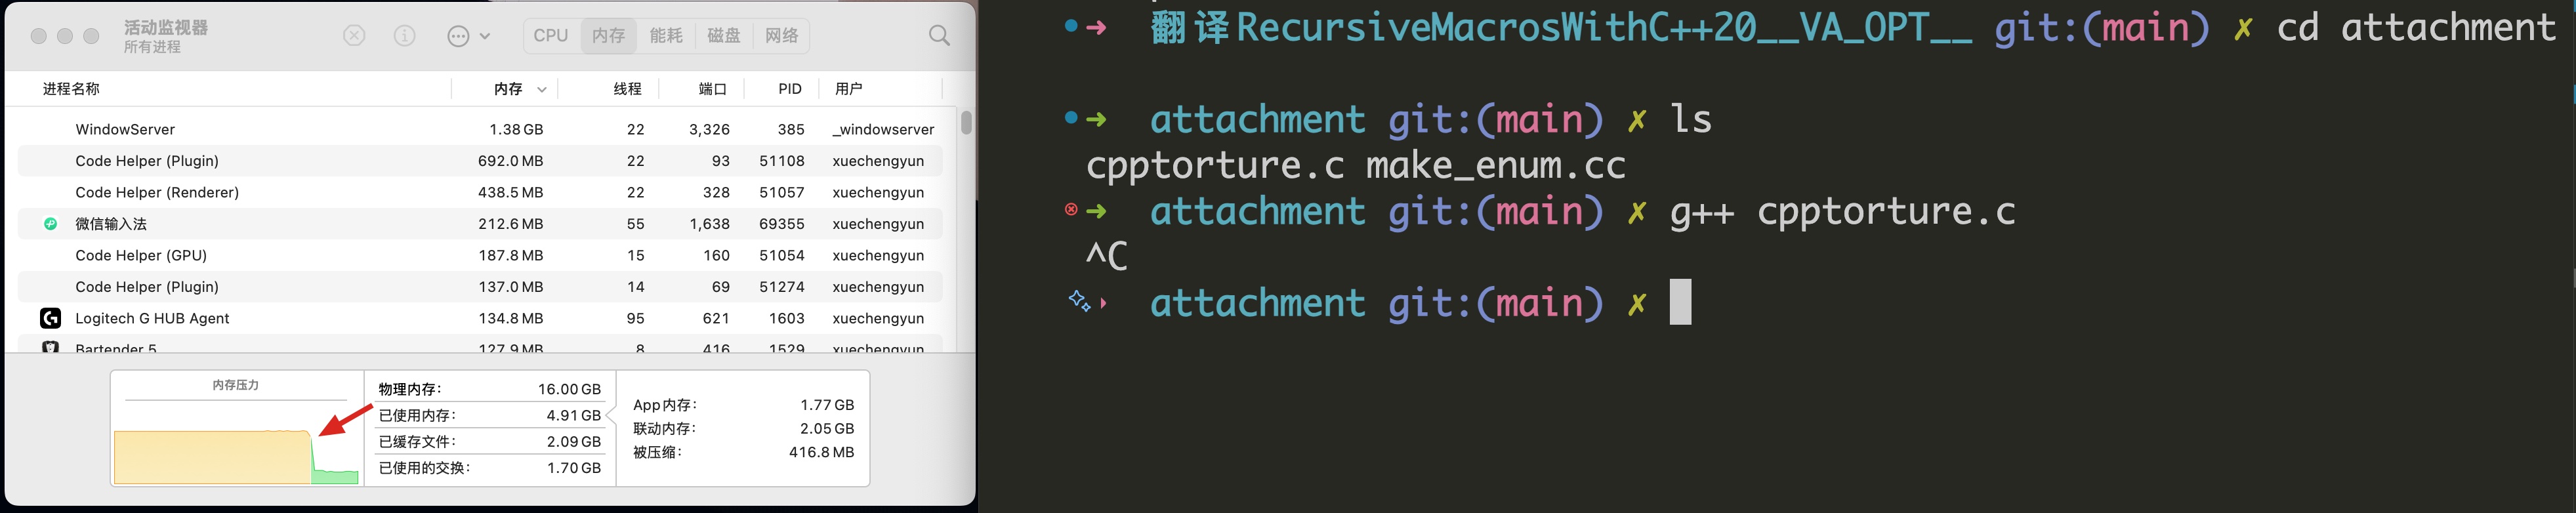 活动监视器
所有进程
CPU 内存 能耗 磁盘 网络
进程名称 内存 线程 端口 PID 用户
WindowServer 1.38 GB 22 3,326 385 _windowserver
Code Helper (Plugin) 692.0 MB 22 93 51108 xuechengyun
Code Helper (Renderer) 438.5 MB 22 328 51057 xuechengyun
微信输入法 212.6 MB 55 1,638 69355 xuechengyun
Code Helper (GPU) 187.8 MB 15 160 51054 xuechengyun
Code Helper (Plugin) 137.0 MB 14 69 51274 xuechengyun
Logitech G HUB Agent 134.8 MB 95 621 1603 xuechengyun
Bartender 5 127.9 MB 8 416 1529 xuechengyun
内存压力
物理内存: 16.00 GB
已使用内存: 4.91 GB
已缓存文件: 2.09 GB
已使用的交换: 1.70 GB
App内存: 1.77 GB
联动内存: 2.05 GB
被压缩: 416.8 MB
➜ 翻译RecursiveMacrosWithC++20__VA_OPT__ git:(main) ✗ cd attachment
➜ attachment git:(main) ✗ ls
cpptorture.c make_enum.cc
➜ attachment git:(main) ✗ g++ cpptorture.c
^C
attachment git:(main) ✗